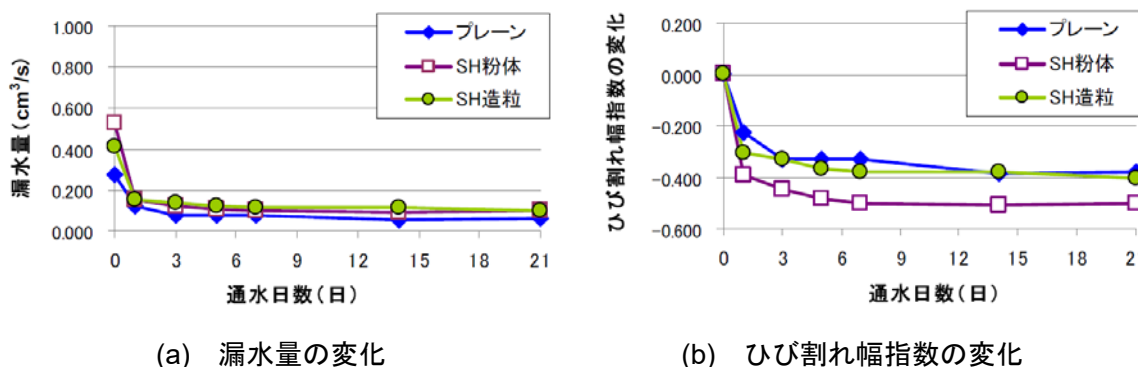 1.000
0.800
0.600
0.400
0.200
0.000
漏水量(cm³/s)
0 3 6 9 12 15 18 21
通水日数(日)
プレーン
SH粉体
SH造粒
(a) 漏水量の変化
0.200
0.000
-0.200
-0.400
-0.600
ひび割れ幅指数の変化
0 3 6 9 12 15 18 2
通水日数(日)
プレーン
SH粉体
SH造粒
(b) ひび割れ幅指数の変化